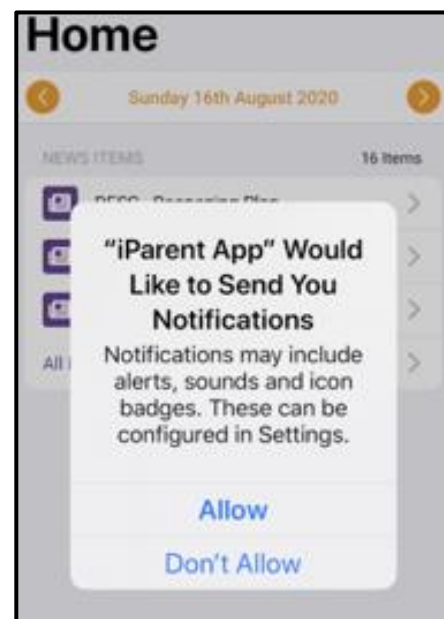 Home
Sunday 16th August 2020
NEWS ITEMS 16 Items
"iParent App" Would
Like to Send You
Notifications
Notifications may include
alerts, sounds and icon
badges. These can be
configured in Settings.
All
Allow
Don't Allow